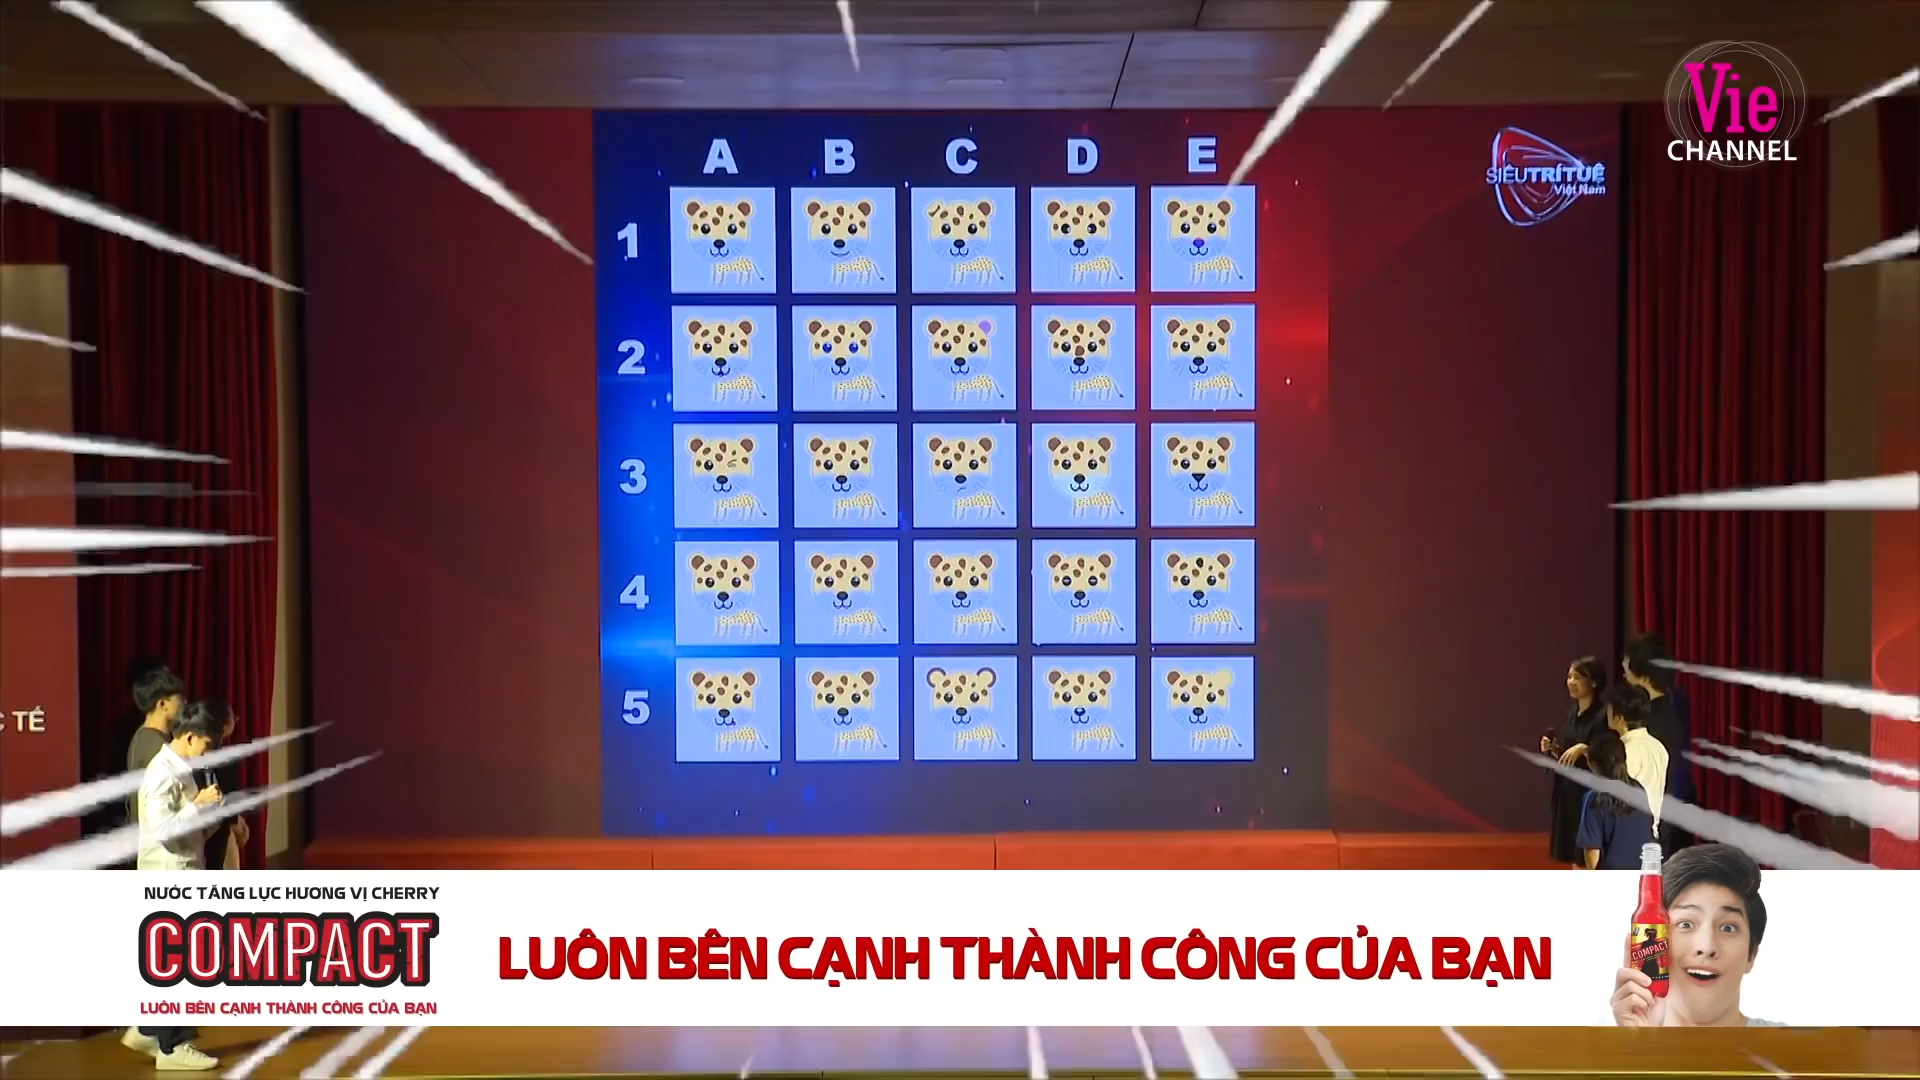 Vie
CHANNEL
SIÊU TRÍ TUỆ
Việt Nam
A B C D E
1
2
3
4
5
C TẾ
NƯỚC TĂNG LỰC HƯƠNG VỊ CHERRY
COMPACT
LUÔN BÊN CẠNH THÀNH CÔNG CỦA BẠN
LUÔN BÊN CẠNH THÀNH CÔNG CỦA BẠN
COMPACT